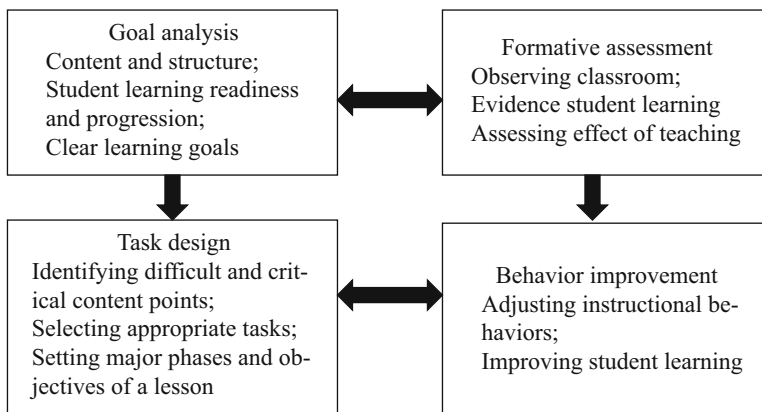 Goal analysis
Content and structure;
Student learning readiness
and progression;
Clear learning goals
Formative assessment
Observing classroom;
Evidence student learning
Assessing effect of teaching
Task design
Identifying difficult and crit-
ical content points;
Selecting appropriate tasks;
Setting major phases and ob-
jectives of a lesson
Behavior improvement
Adjusting instructional be-
haviors;
Improving student learning